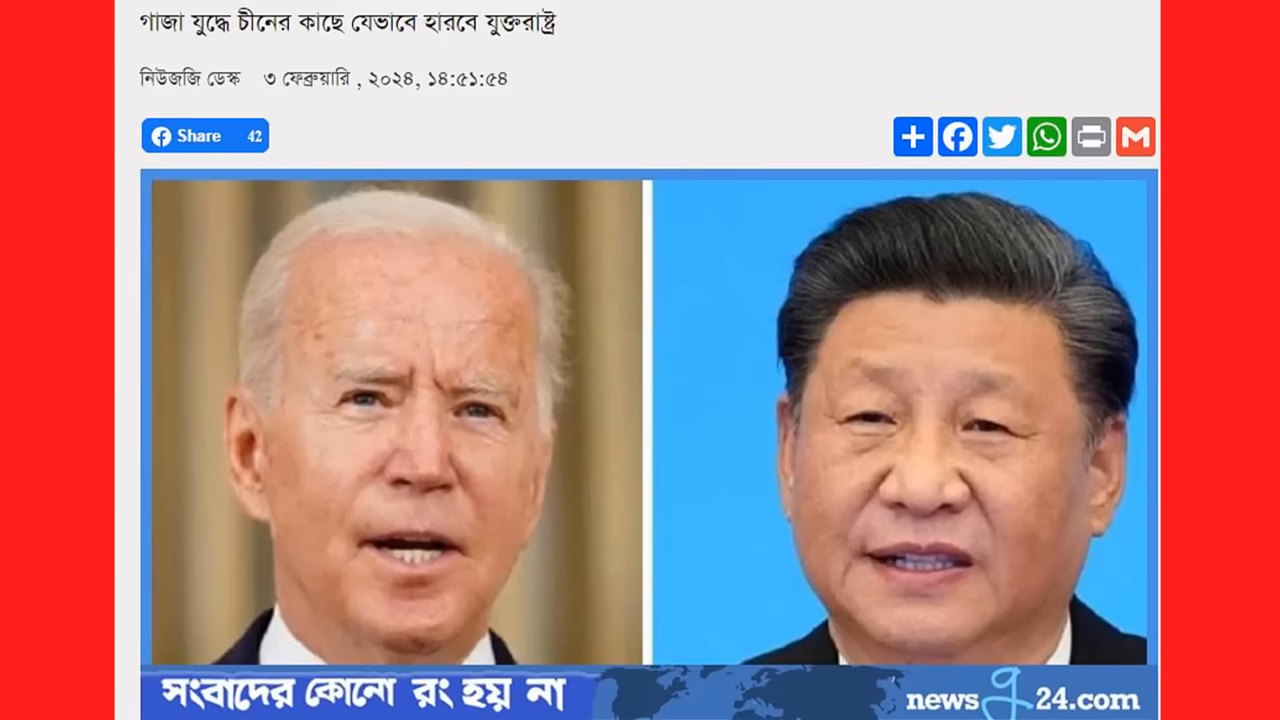 গাজা যুদ্ধে চীনের কাছে যেভাবে হারবে যুক্তরাষ্ট্র
নিউজজি ডেস্ক ৩ ফেব্রুয়ারি , ২০২৪, ১৪:৫১:৫৪
Share 42
সংবাদের কোনো রং হয় না
news g 24.com